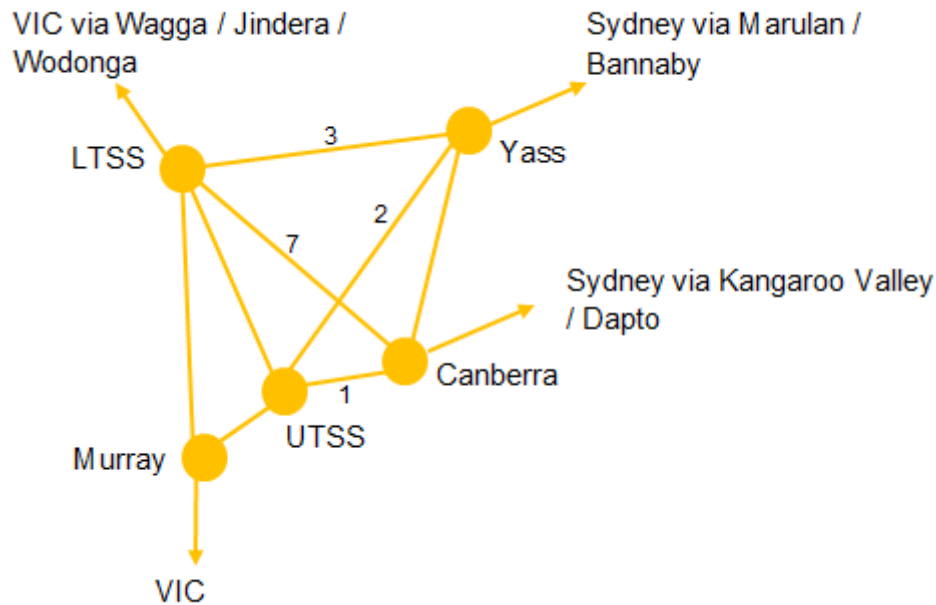 VIC via Wagga / Jindera /
Wodonga
Sydney via Marulan /
Bannaby
3
LTSS
Yass
2
7
Sydney via Kangaroo Valley
/ Dapto
Canberra
1
UTSS
Murray
VIC